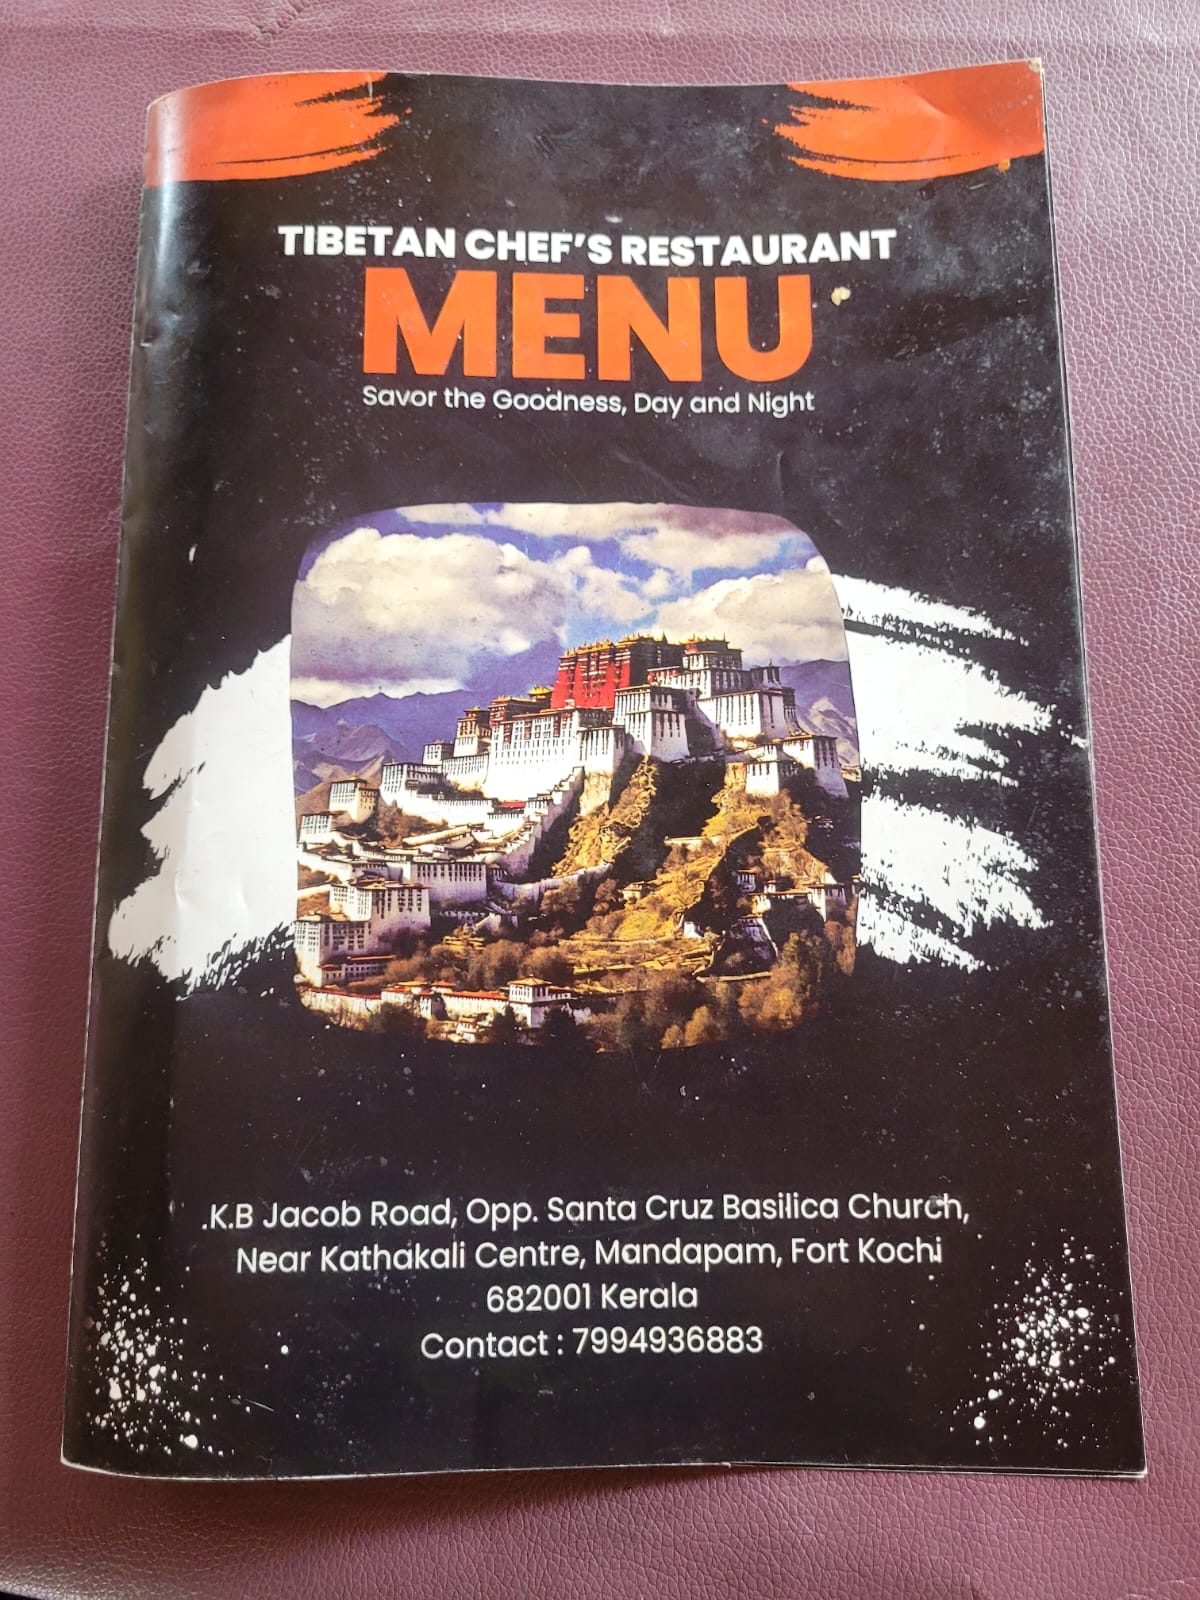 TIBETAN CHEF'S RESTAURANT
MENU
Savor the Goodness, Day and Night
.K.B Jacob Road, Opp. Santa Cruz Basilica Church,
Near Kathakali Centre, Mandapam, Fort Kochi
682001 Kerala
Contact : 7994936883